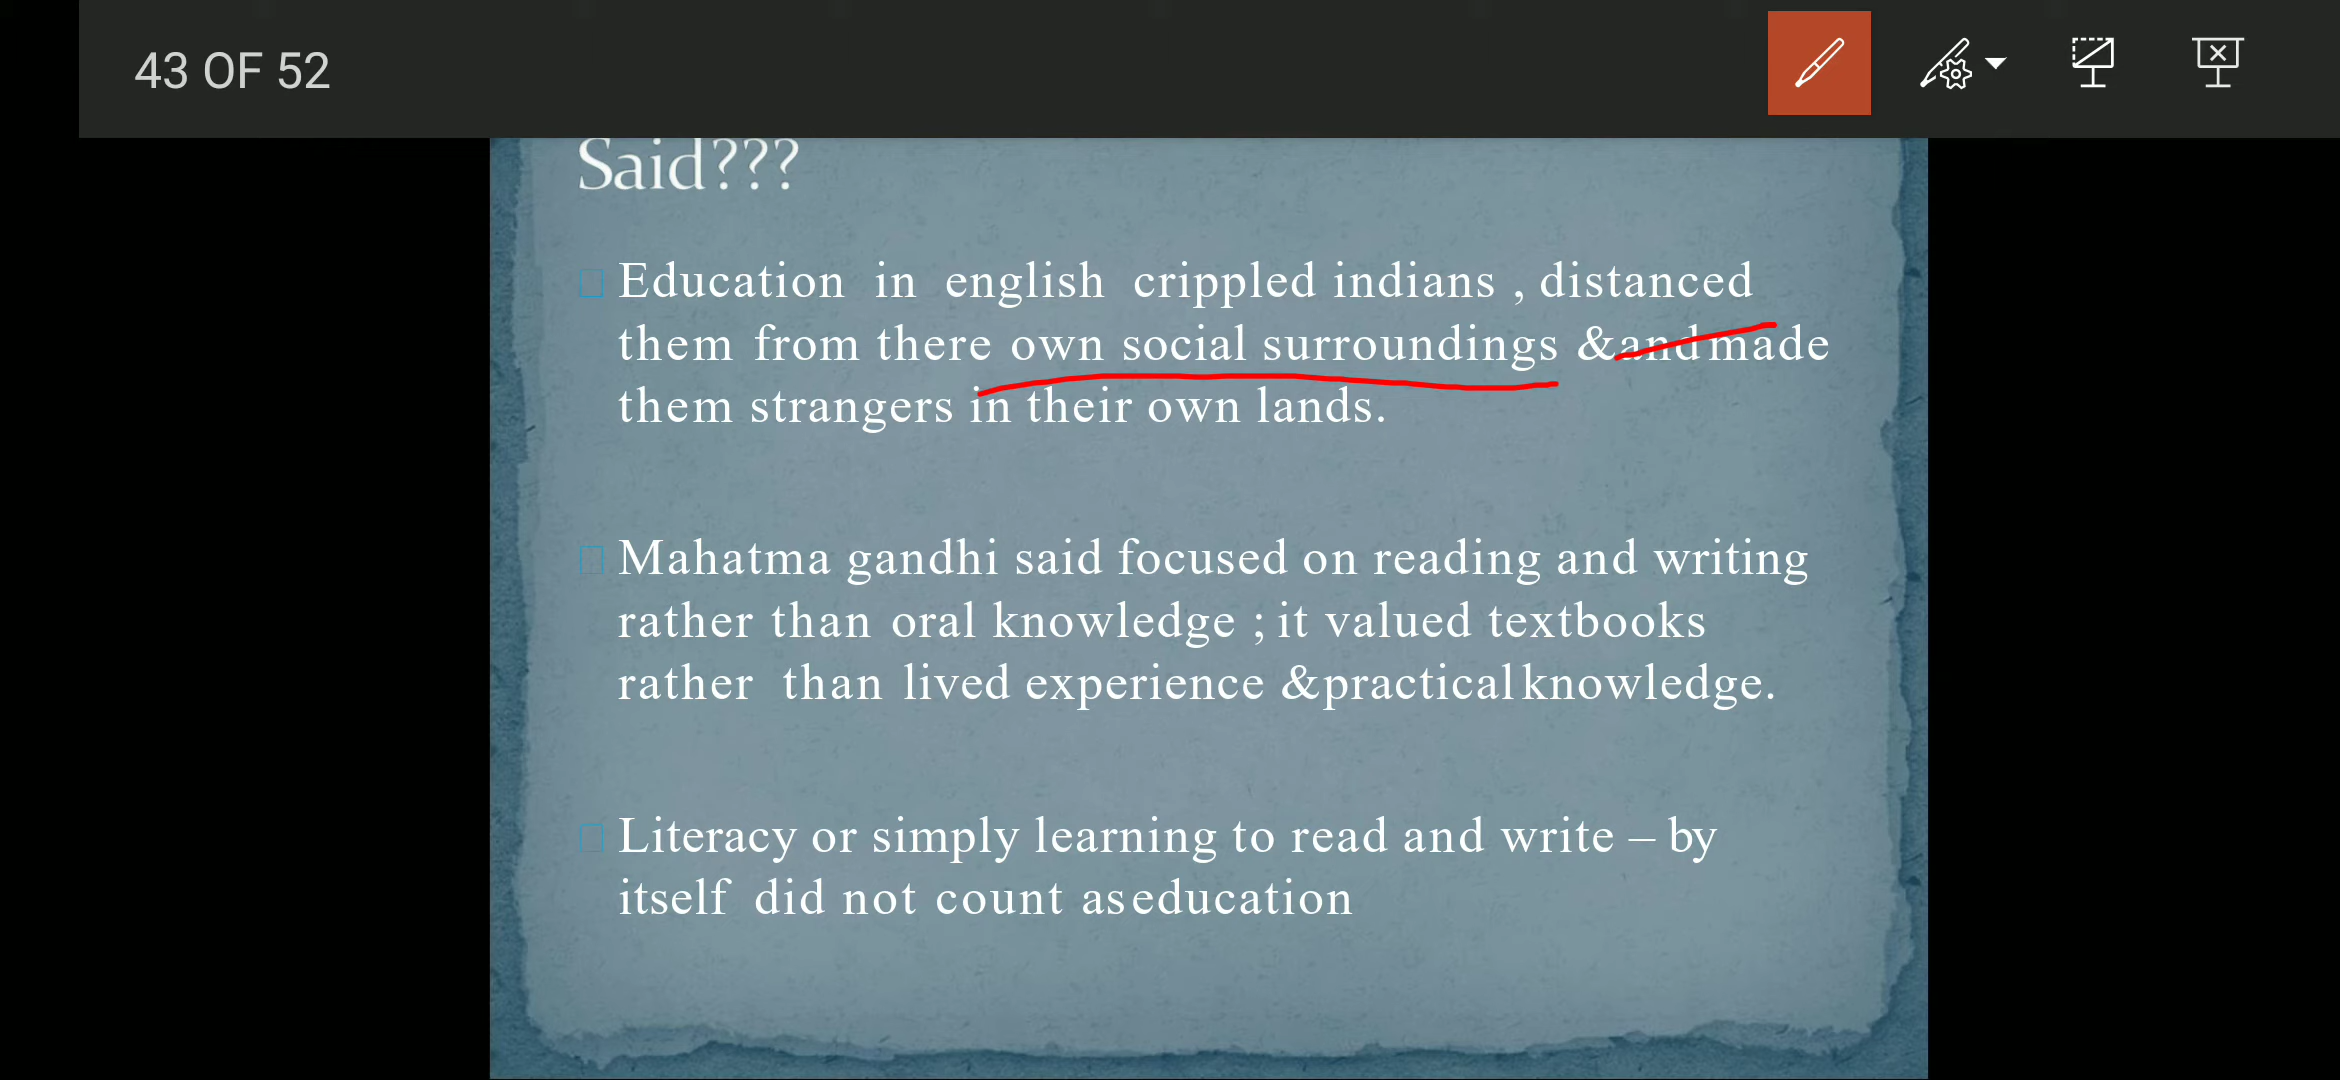 43 OF 52
Said???
Education in english crippled indians , distanced
them from there own social surroundings &and made
them strangers in their own lands.
Mahatma gandhi said focused on reading and writing
rather than oral knowledge ; it valued textbooks
rather than lived experience &practical knowledge.
Literacy or simply learning to read and write – by
itself did not count aseducation